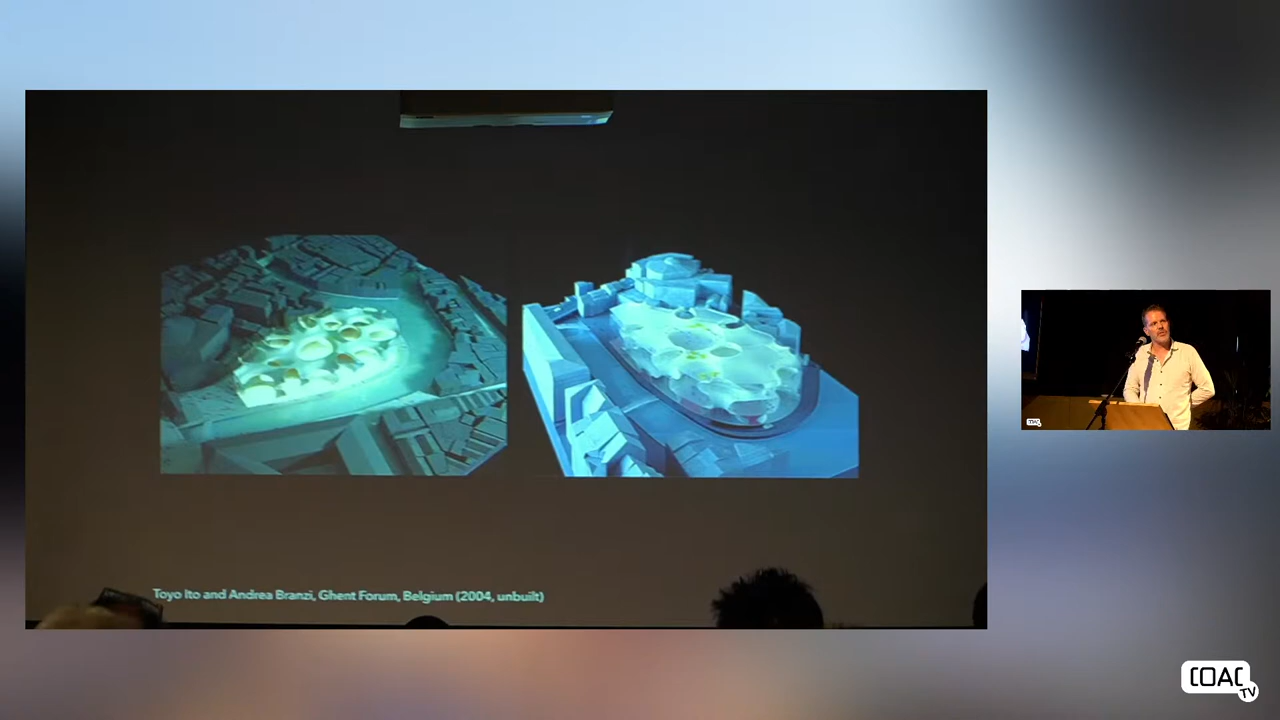 Toyo Ito and Andrea Branzi, Ghent Forum, Belgium (2004, unbuilt)
COAC
TV